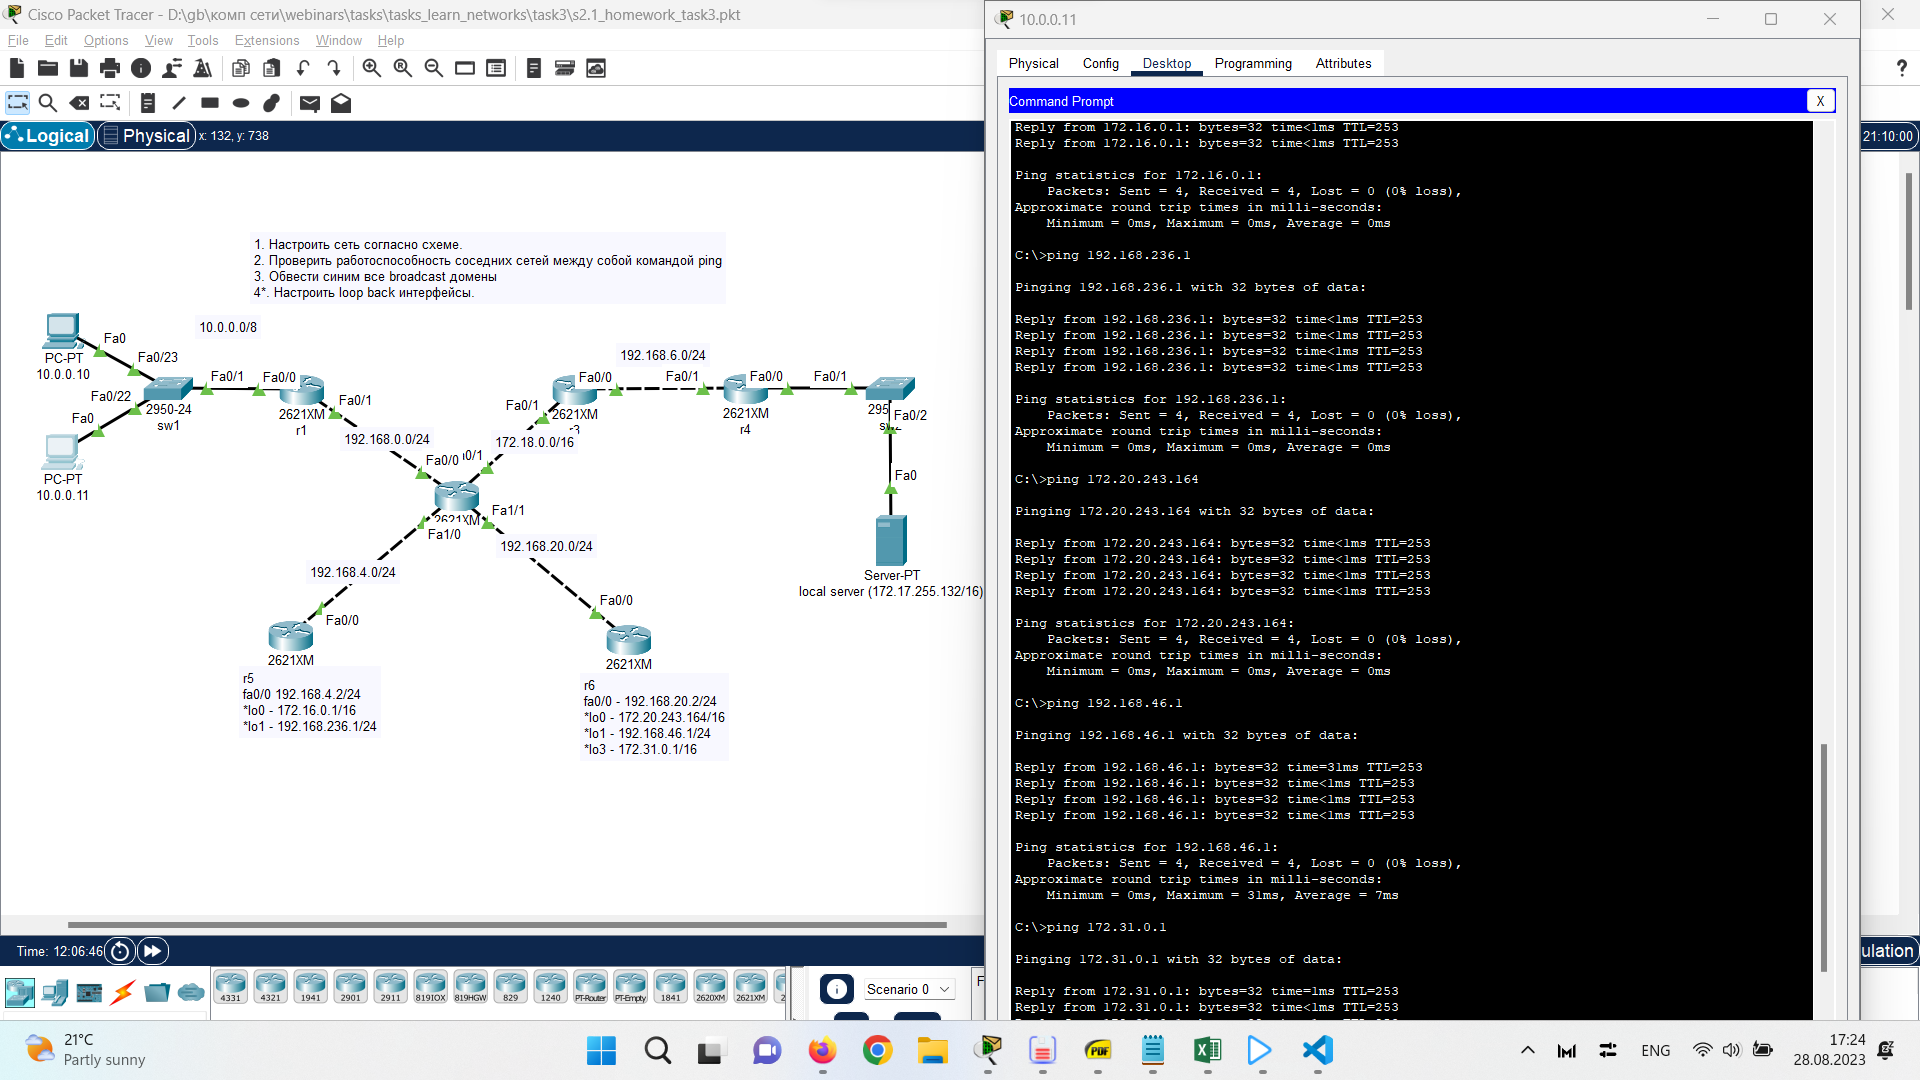 Cisco Packet Tracer - D:\gb\комп сети\webinars\tasks\tasks_learn_networks\task3\s2.1_homework_task3.pkt
File Edit Options View Tools Extensions Window Help
Logical Physical x: 132, y: 738
21:10:00
1. Настроить сеть согласно схеме.
2. Проверить работоспособность соседних сетей между собой командой ping
3. Обвести синим все broadcast домены
4*. Настроить loop back интерфейсы.
10.0.0.0/8
Fa0
PC-PT
10.0.0.10
Fa0/23
Fa0/22
Fa0
PC-PT
10.0.0.11
2950-24
sw1
Fa0/1
Fa0/0
2621XM
r1
Fa0/1
192.168.0.0/24
Fa0/0
0/1
2621XM
Fa1/0
Fa1/1
172.18.0.0/16
Fa0/1
Fa0/0
2621XM
r3
192.168.6.0/24
Fa0/1
Fa0/0
2621XM
r4
Fa0/1
295
Fa0/2
Fa0
Server-PT
local server (172.17.255.132/16)
192.168.4.0/24
Fa0/0
2621XM
r5
fa0/0 192.168.4.2/24
*lo0 - 172.16.0.1/16
*lo1 - 192.168.236.1/24
192.168.20.0/24
Fa0/0
2621XM
r6
fa0/0 - 192.168.20.2/24
*lo0 - 172.20.243.164/16
*lo1 - 192.168.46.1/24
*lo3 - 172.31.0.1/16
Time: 12:06:46
ulation
4331 4321 1941 2901 2911 819IOX 819HGW 829 1240 PT-Router PT-Empty 1841 2620XM 2621XM 2
Scenario 0
F
10.0.0.11
Physical Config Desktop Programming Attributes
Command Prompt
X
Reply from 172.16.0.1: bytes=32 time<1ms TTL=253
Reply from 172.16.0.1: bytes=32 time<1ms TTL=253
Ping statistics for 172.16.0.1:
Packets: Sent = 4, Received = 4, Lost = 0 (0% loss),
Approximate round trip times in milli-seconds:
Minimum = 0ms, Maximum = 0ms, Average = 0ms
C:\>ping 192.168.236.1
Pinging 192.168.236.1 with 32 bytes of data:
Reply from 192.168.236.1: bytes=32 time<1ms TTL=253
Reply from 192.168.236.1: bytes=32 time<1ms TTL=253
Reply from 192.168.236.1: bytes=32 time<1ms TTL=253
Reply from 192.168.236.1: bytes=32 time<1ms TTL=253
Ping statistics for 192.168.236.1:
Packets: Sent = 4, Received = 4, Lost = 0 (0% loss),
Approximate round trip times in milli-seconds:
Minimum = 0ms, Maximum = 0ms, Average = 0ms
C:\>ping 172.20.243.164
Pinging 172.20.243.164 with 32 bytes of data:
Reply from 172.20.243.164: bytes=32 time<1ms TTL=253
Reply from 172.20.243.164: bytes=32 time<1ms TTL=253
Reply from 172.20.243.164: bytes=32 time<1ms TTL=253
Reply from 172.20.243.164: bytes=32 time<1ms TTL=253
Ping statistics for 172.20.243.164:
Packets: Sent = 4, Received = 4, Lost = 0 (0% loss),
Approximate round trip times in milli-seconds:
Minimum = 0ms, Maximum = 0ms, Average = 0ms
C:\>ping 192.168.46.1
Pinging 192.168.46.1 with 32 bytes of data:
Reply from 192.168.46.1: bytes=32 time=31ms TTL=253
Reply from 192.168.46.1: bytes=32 time<1ms TTL=253
Reply from 192.168.46.1: bytes=32 time<1ms TTL=253
Reply from 192.168.46.1: bytes=32 time<1ms TTL=253
Ping statistics for 192.168.46.1:
Packets: Sent = 4, Received = 4, Lost = 0 (0% loss),
Approximate round trip times in milli-seconds:
Minimum = 0ms, Maximum = 31ms, Average = 7ms
C:\>ping 172.31.0.1
Pinging 172.31.0.1 with 32 bytes of data:
Reply from 172.31.0.1: bytes=32 time=1ms TTL=253
Reply from 172.31.0.1: bytes=32 time<1ms TTL=253
21°C
Partly sunny
PDF
ENG
17:24
28.08.2023